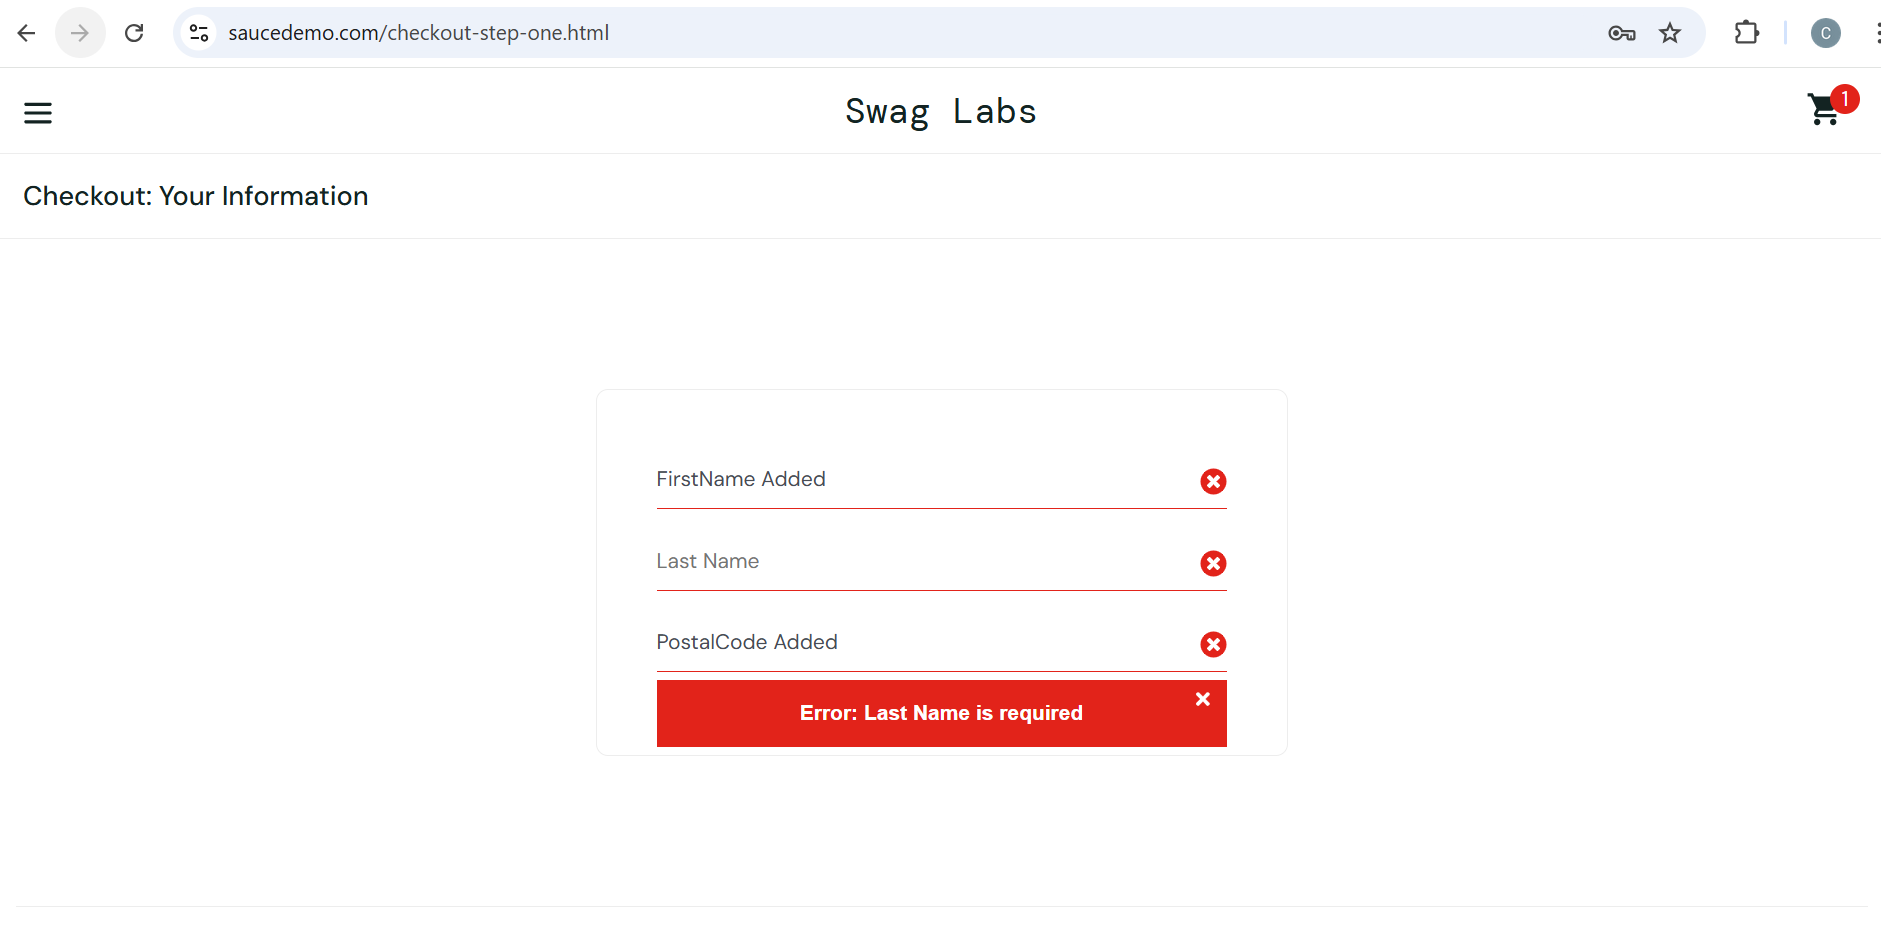 saucedemo.com/checkout-step-one.html
C
Swag Labs
1
Checkout: Your Information
FirstName Added
Last Name
PostalCode Added
Error: Last Name is required